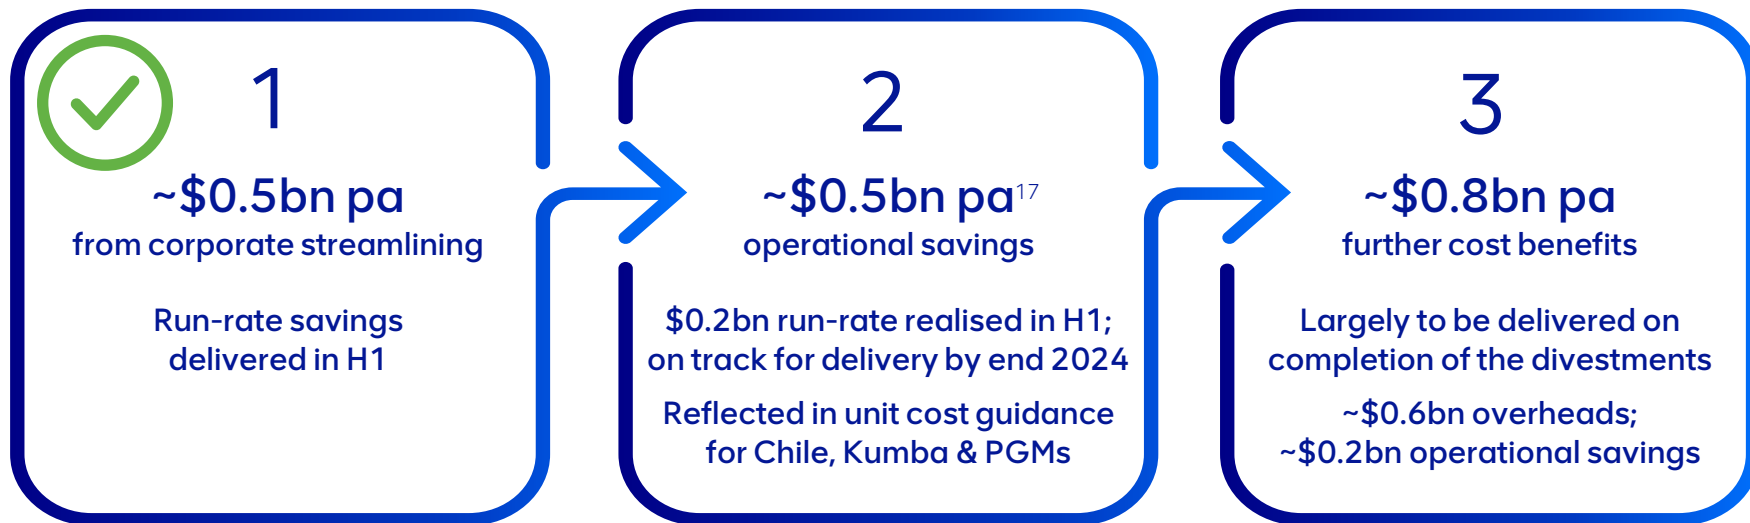 1
~$0.5bn pa
from corporate streamlining
Run-rate savings
delivered in H1
2
~$0.5bn pa17
operational savings
$0.2bn run-rate realised in H1;
on track for delivery by end 2024
Reflected in unit cost guidance
for Chile, Kumba & PGMs
3
~$0.8bn pa
further cost benefits
Largely to be delivered on
completion of the divestments
~$0.6bn overheads;
~$0.2bn operational savings